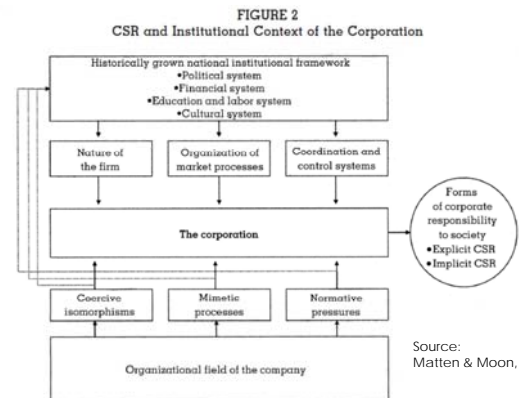 FIGURE 2
CSR and Institutional Context of the Corporation
Historically grown national institutional framework
•Political system
•Financial system
•Education and labor system
•Cultural system
Nature of
the firm
Organization of
market processes
Coordination and
control systems
The corporation
Forms
of corporate
responsibility
to society
•Explicit CSR
•Implicit CSR
Coercive
isomorphisms
Mimetic
processes
Normative
pressures
Organizational field of the company
Source:
Matten & Moon,